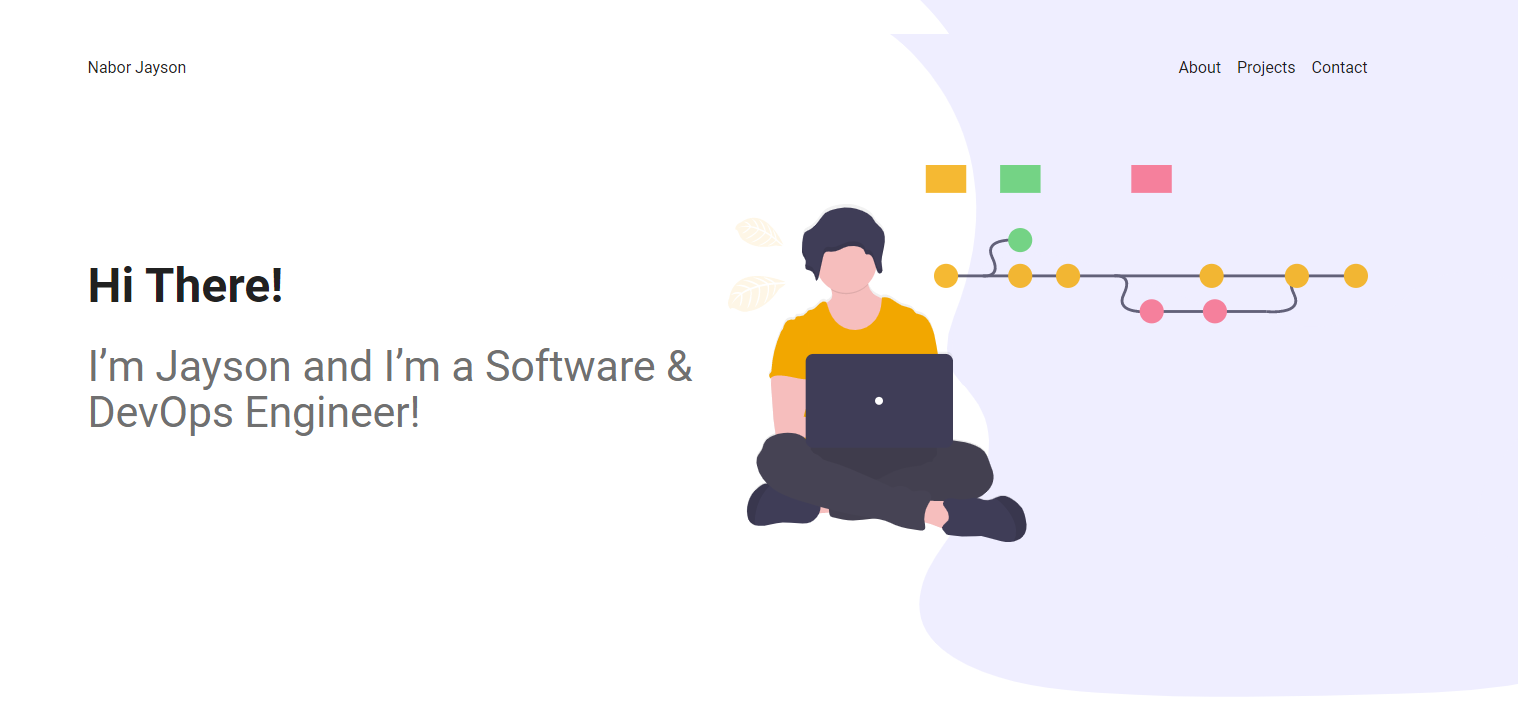 Nabor Jayson
About Projects Contact
Hi There!
I’m Jayson and I’m a Software &
DevOps Engineer!